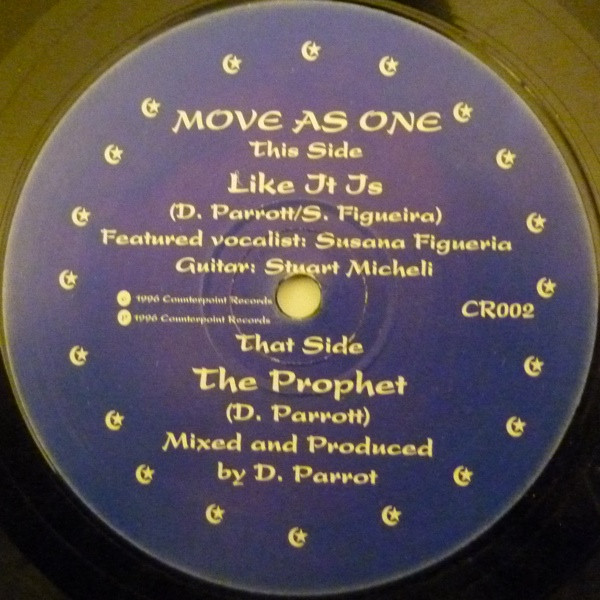 MOVE AS ONE
This Side
Like It Is
(D. Parrott/S. Figueira)
Featured vocalist: Susana Figueria
Guitar: Stuart Micheli
© 1996 Counterpoint Records
℗ 1996 Counterpoint Records
CR002
That Side
The Prophet
(D. Parrott)
Mixed and Produced
by D. Parrot